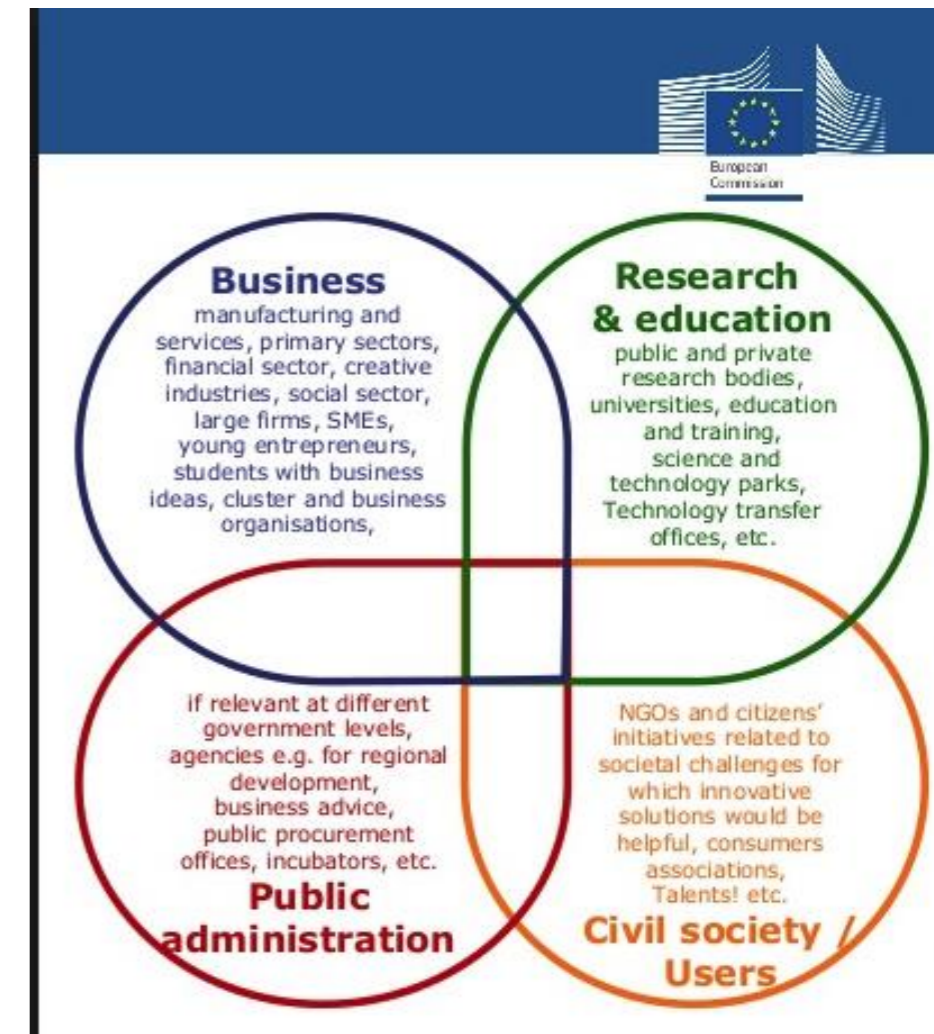 European
Commission
Business
manufacturing and
services, primary sectors,
financial sector, creative
industries, social sector,
large firms, SMEs,
young entrepreneurs,
students with business
ideas, cluster and business
organisations,
Research
& education
public and private
research bodies,
universities, education
and training,
science and
technology parks,
Technology transfer
offices, etc.
if relevant at different
government levels,
agencies e.g. for regional
development,
business advice,
public procurement
offices, incubators, etc.
Public
administration
NGOs and citizens’
initiatives related to
societal challenges for
which innovative
solutions would be
helpful, consumers
associations,
Talents! etc.
Civil society /
Users